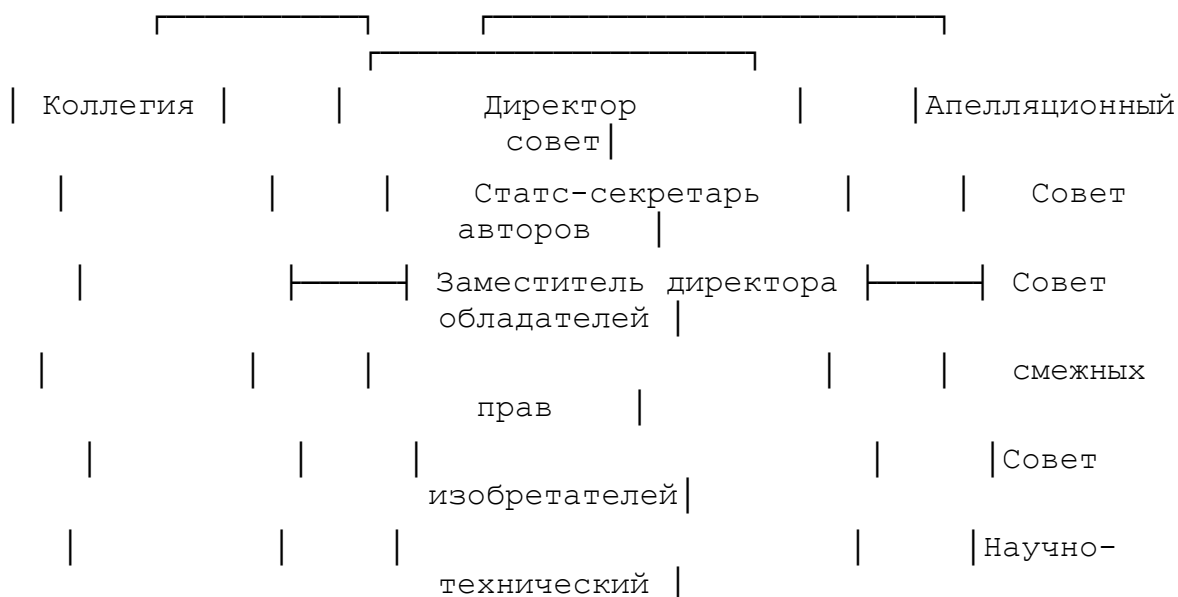 Коллегия Директор Апелляционный
совет
Статс-секретарь Совет
авторов
Заместитель директора Совет
обладателей
смежных
прав
Совет
изобретателей
Научно-
технический